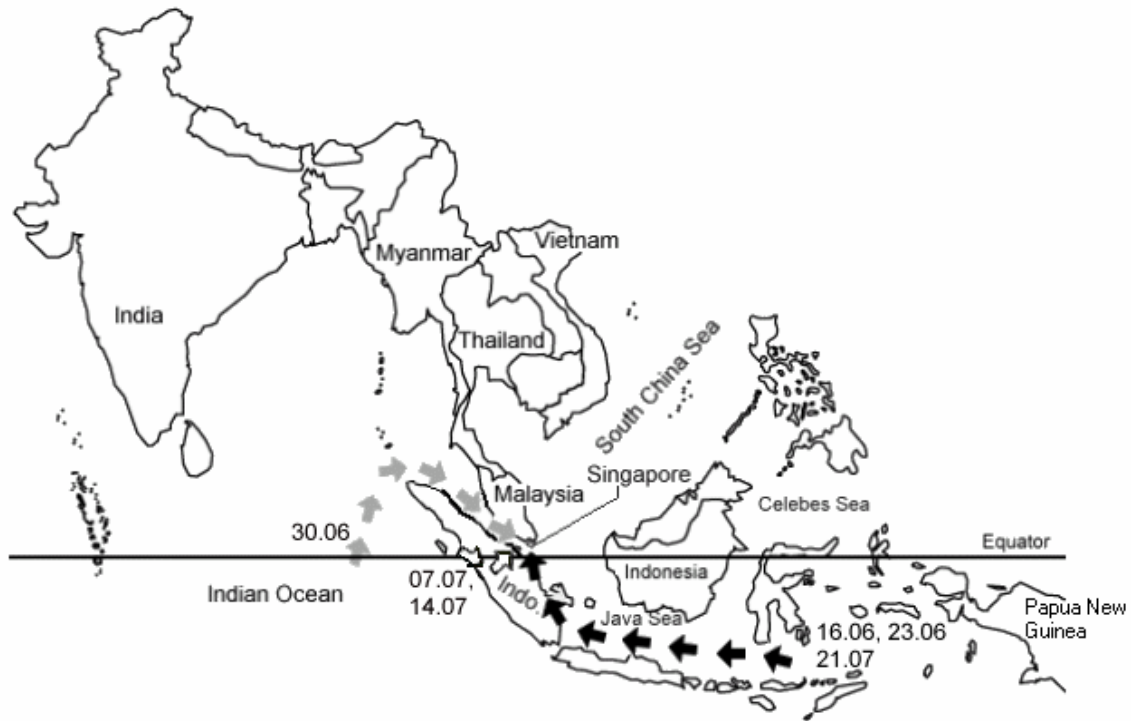 Vietnam
Myanmar
India
Thailand
South China Sea
Singapore
Malaysia
Celebes Sea
30.06
Equator
Indonesia
07.07,
14.07
Indian Ocean
Indo.
Java Sea
Papua New
Guinea
16.06, 23.06
21.07